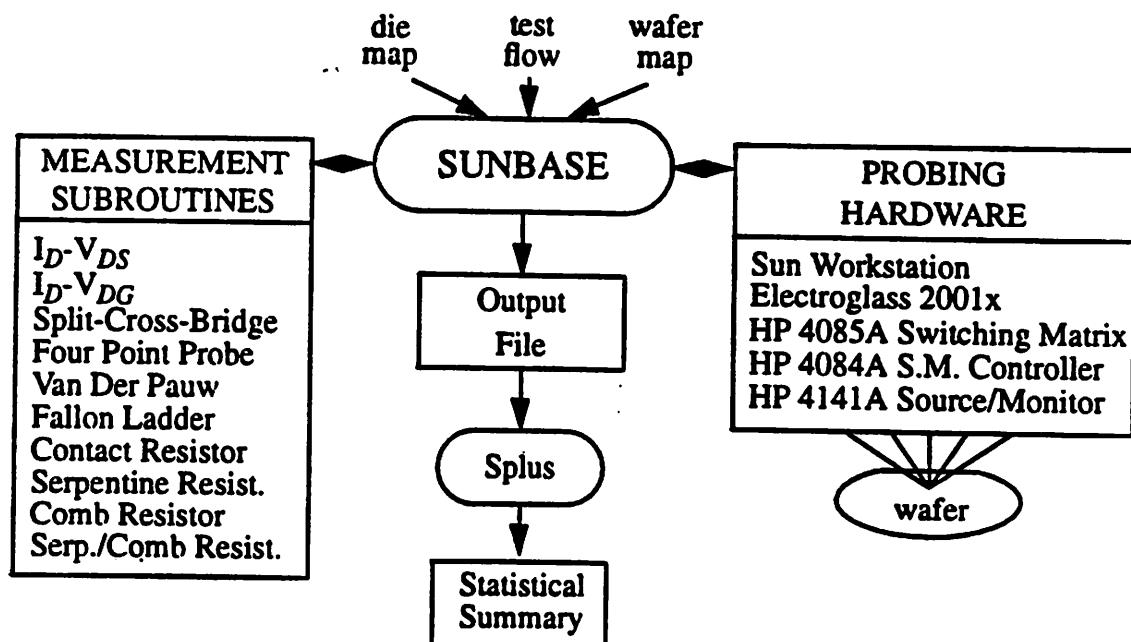 die
map
test
flow
wafer
map
SUNBASE
MEASUREMENT
SUBROUTINES
I_D-V_DS
I_D-V_DG
Split-Cross-Bridge
Four Point Probe
Van Der Pauw
Fallon Ladder
Contact Resistor
Serpentine Resist.
Comb Resistor
Serp./Comb Resist.
Output
File
Splus
Statistical
Summary
PROBING
HARDWARE
Sun Workstation
Electroglass 2001x
HP 4085A Switching Matrix
HP 4084A S.M. Controller
HP 4141A Source/Monitor
wafer